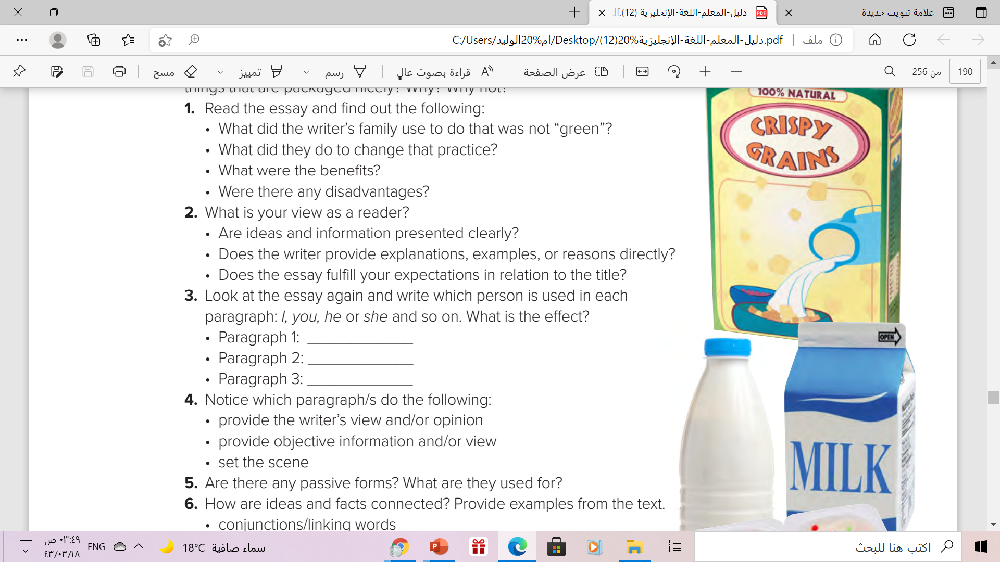 علامة تبويب جديدة
دليل-المعلم-اللغة-الإنجليزية (12).df
PDF
ملف
C:/Users/ام%20الوليد/Desktop/دليل-المعلم-اللغة-الإنجليزية%20(12).pdf
190
من 256
عرض الصفحة
قراءة بصوت عالٍ
رسم
تمييز
مسح
things that are packaged nicely? Why? Why not?
1. Read the essay and find out the following:
• What did the writer’s family use to do that was not “green”?
• What did they do to change that practice?
• What were the benefits?
• Were there any disadvantages?
2. What is your view as a reader?
• Are ideas and information presented clearly?
• Does the writer provide explanations, examples, or reasons directly?
• Does the essay fulfill your expectations in relation to the title?
3. Look at the essay again and write which person is used in each
paragraph: I, you, he or she and so on. What is the effect?
• Paragraph 1: ____________
• Paragraph 2: ____________
• Paragraph 3: ____________
4. Notice which paragraph/s do the following:
• provide the writer’s view and/or opinion
• provide objective information and/or view
• set the scene
5. Are there any passive forms? What are they used for?
6. How are ideas and facts connected? Provide examples from the text.
• conjunctions/linking words
100% NATURAL
CRISPY
GRAINS
OPEN
MILK
اكتب هنا للبحث
P
سماء صافية
18°C
ENG
٠٣:٤٩ ص
٤٣/٠٣/٢٨